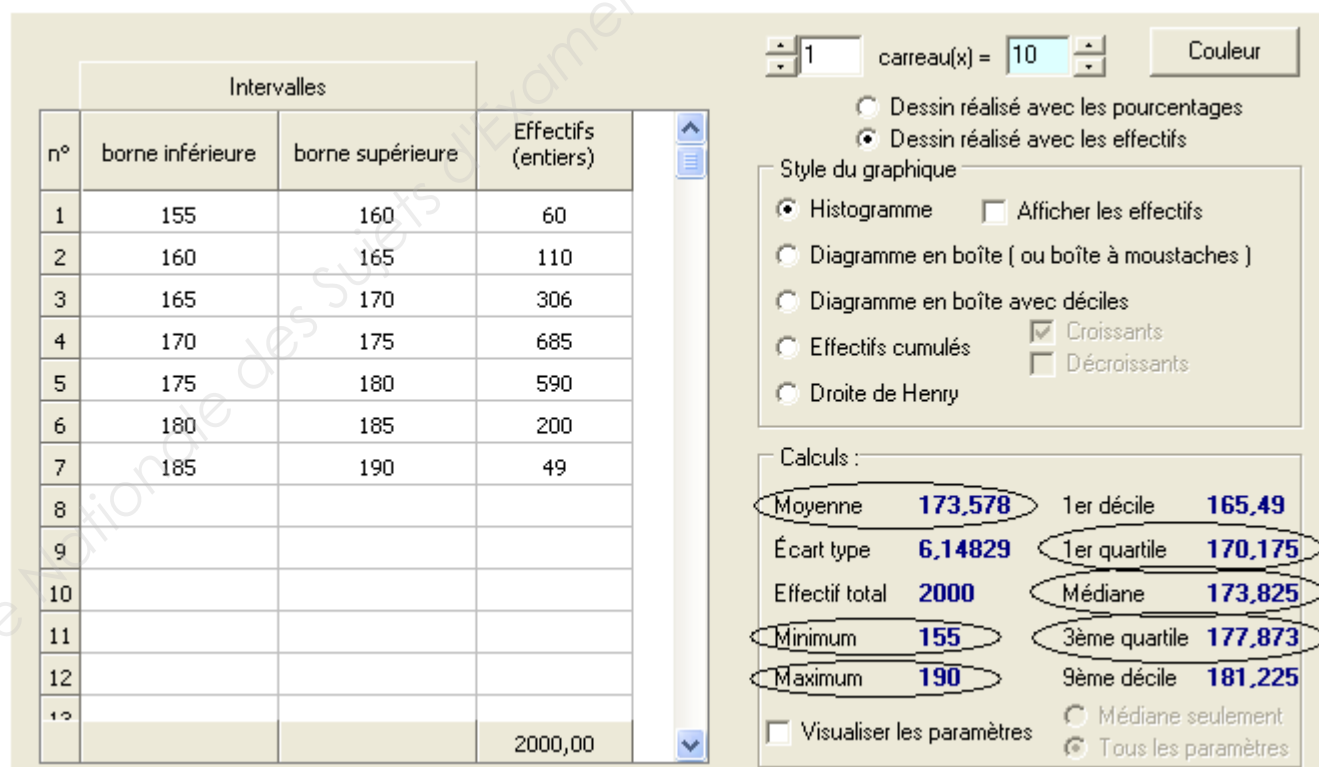 1 carreau(x) = 10 Couleur
Dessin réalisé avec les pourcentages
Dessin réalisé avec les effectifs
Intervalles
n° borne inférieure borne supérieure Effectifs (entiers)
1 155 160 60
2 160 165 110
3 165 170 306
4 170 175 685
5 175 180 590
6 180 185 200
7 185 190 49
8
9
10
11
12
13
2000,00
Style du graphique
Histogramme Afficher les effectifs
Diagramme en boîte ( ou boîte à moustaches )
Diagramme en boîte avec déciles
Croissants
Effectifs cumulés
Décroissants
Droite de Henry
Calculs :
Moyenne 173,578 1er décile 165,49
Écart type 6,14829 1er quartile 170,175
Effectif total 2000 Médiane 173,825
Minimum 155 3ème quartile 177,873
Maximum 190 9ème décile 181,225
Visualiser les paramètres
Médiane seulement
Tous les paramètres
Nationale des Sujets d'Examen